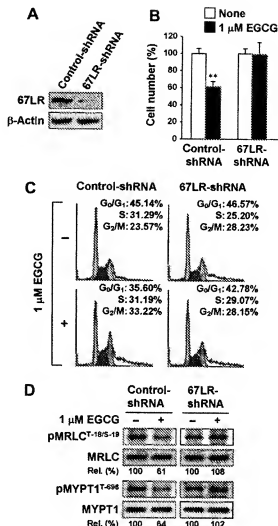 A
Control-shRNA
67LR-shRNA
67LR
β-Actin
B
None
1 μM EGCG
Cell number (%)
120
100
80
60
40
20
0
**
Control-shRNA
67LR-shRNA
C
Control-shRNA
67LR-shRNA
1 μM EGCG
−
G0/G1: 45.14%
S: 31.29%
G2/M: 23.57%
G0/G1: 46.57%
S: 25.20%
G2/M: 28.23%
+
G0/G1: 35.60%
S: 31.19%
G2/M: 33.22%
G0/G1: 42.78%
S: 29.07%
G2/M: 28.15%
D
Control-shRNA
67LR-shRNA
1 μM EGCG − + − +
pMRLC T-18/S-19
MRLC
Rel. (%) 100 61 100 108
pMYPT1 T-696
MYPT1
Rel. (%) 100 64 100 102